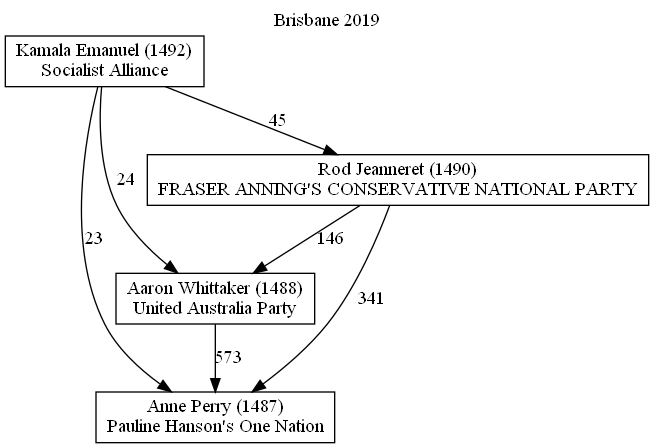 Brisbane 2019
Kamala Emanuel (1492)
Socialist Alliance
45
Rod Jeanneret (1490)
FRASER ANNING'S CONSERVATIVE NATIONAL PARTY
24
23
146
Aaron Whittaker (1488)
United Australia Party
341
573
Anne Perry (1487)
Pauline Hanson's One Nation